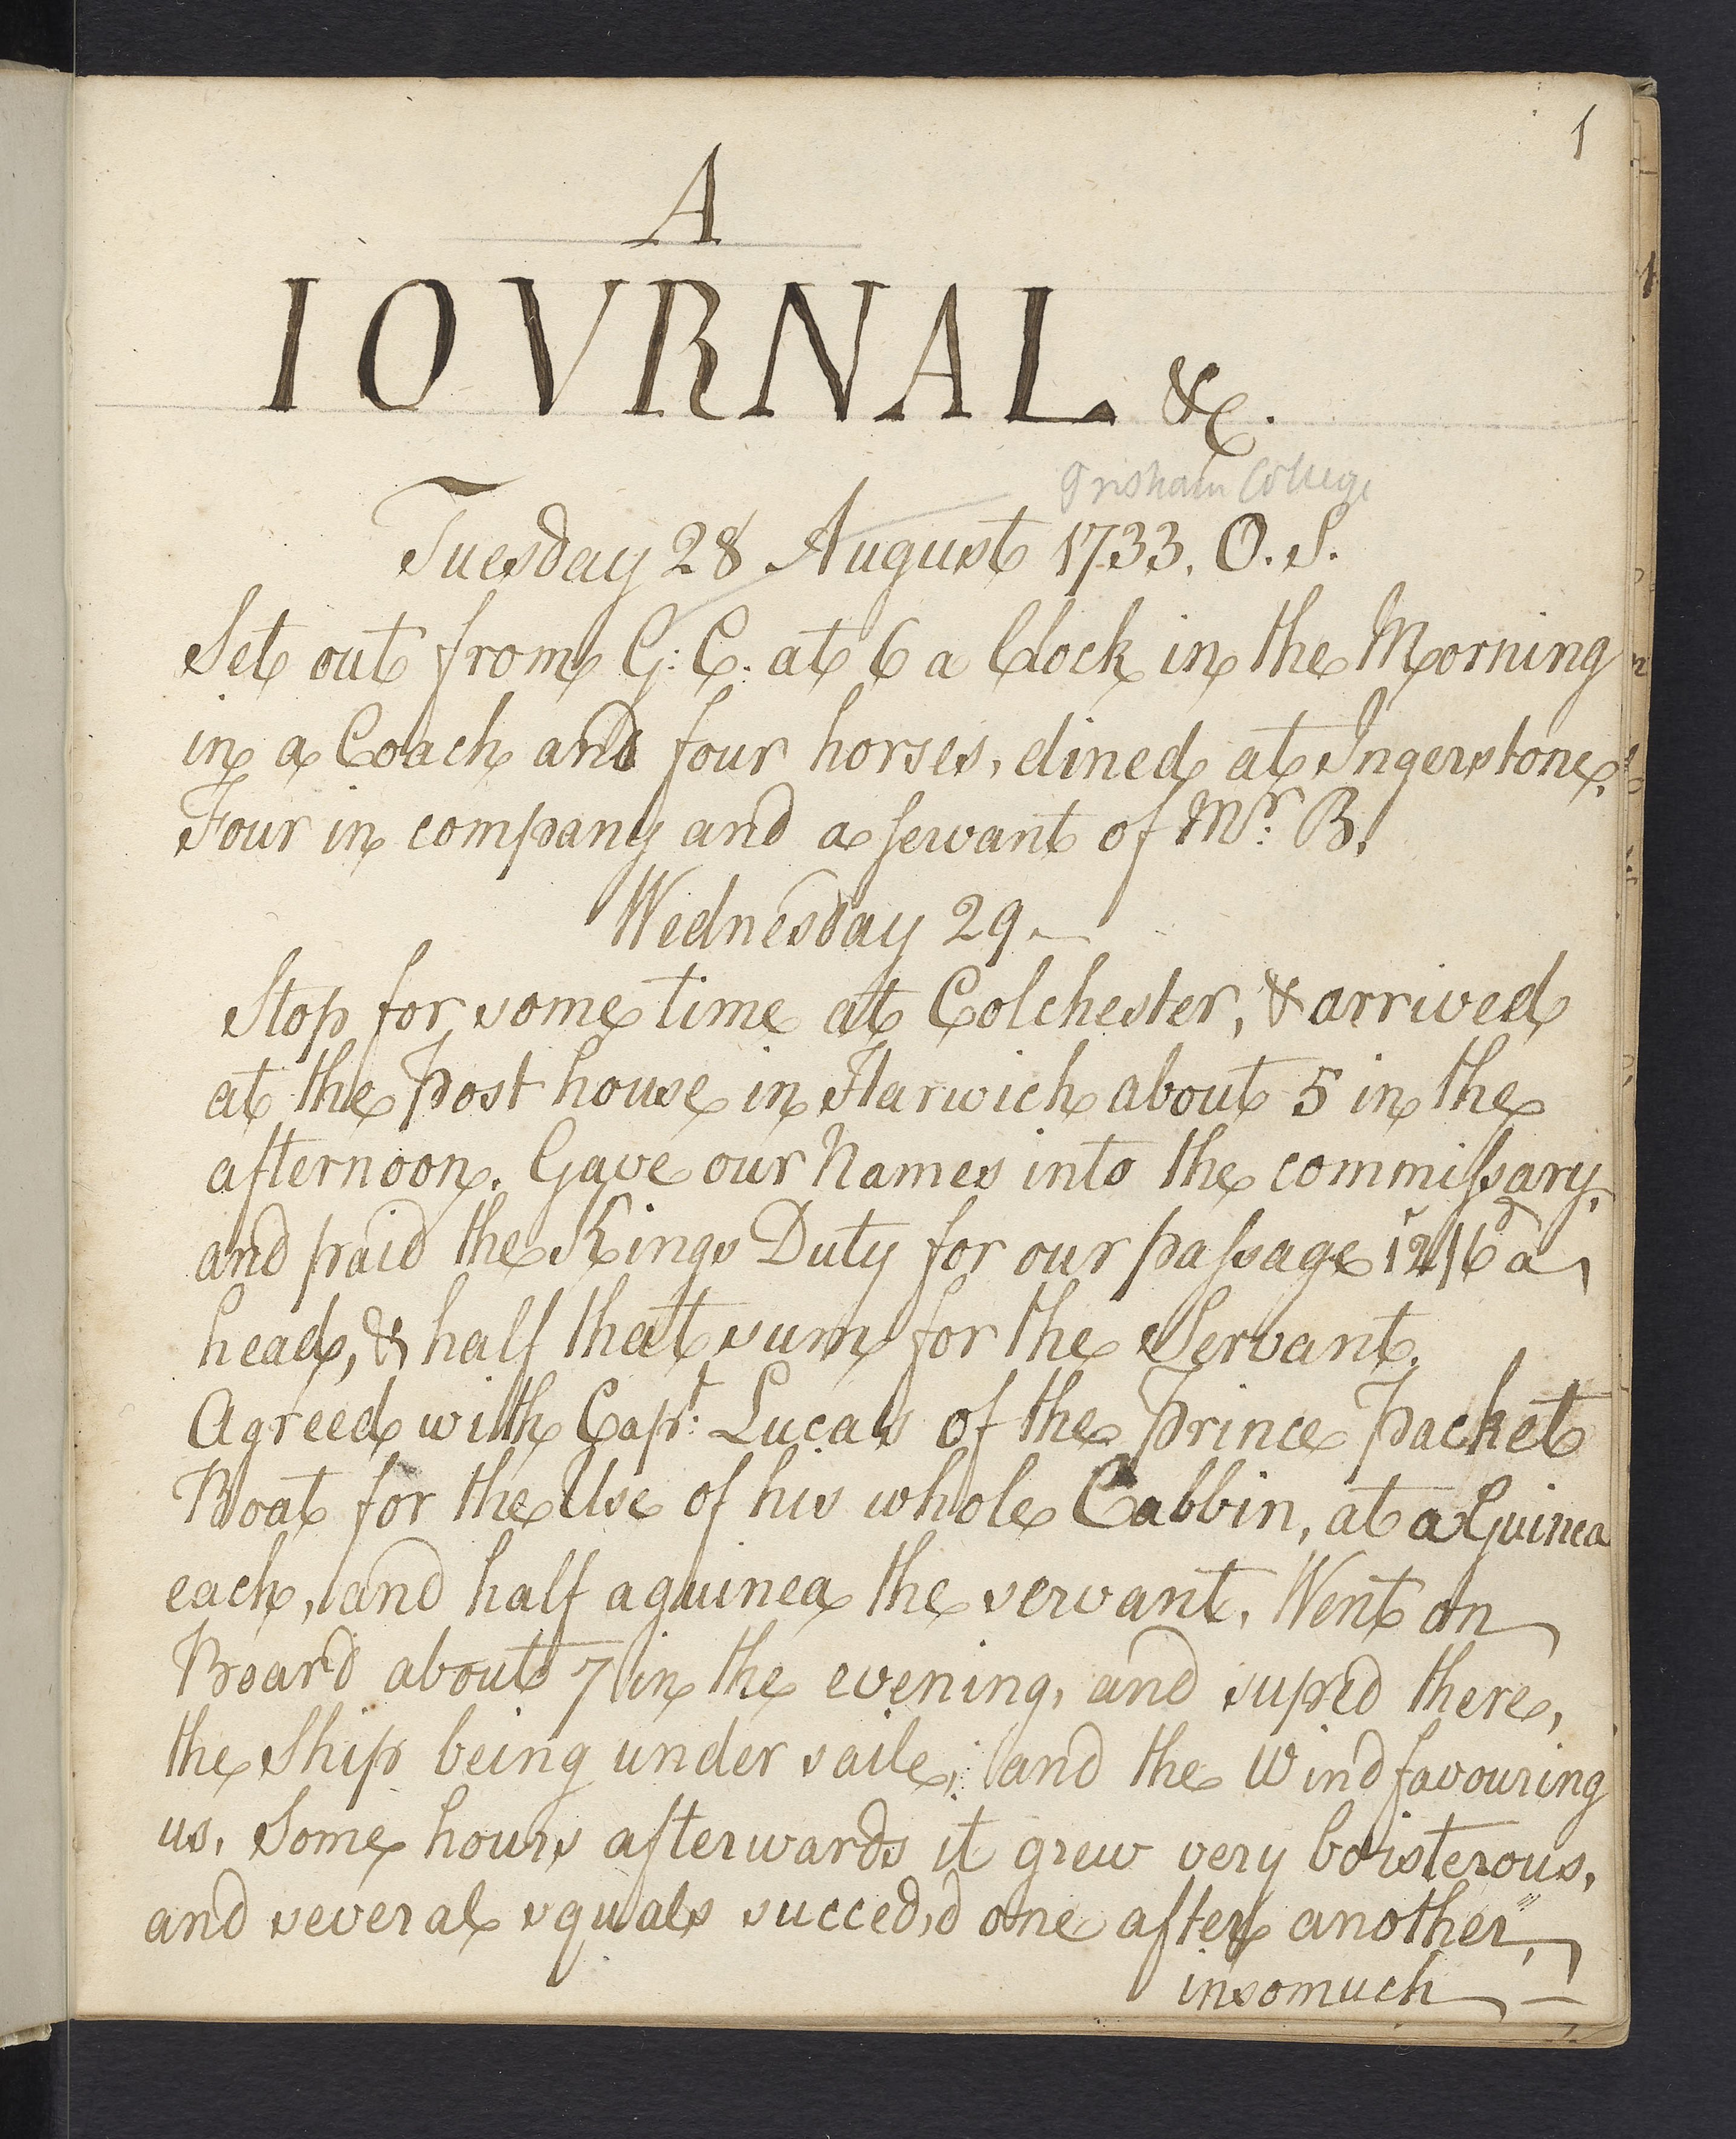 1
A
IOVRNAL &c.
Grisham College
Tuesday 28 August 1733. O. S.
Set out from G: C. at 6 a Clock in the Morning
in a Coach and four horses, dined at Ingerstone.
Four in company and a servant of Mr: B.
Wednesday 29
Stop for some time at Colchester, & arrived
at the post house in Harwich about 5 in the
afternoon. Gave our Names into the commissary,
and paid the Kings Duty for our passage 12s/6d a
head, & half that sum for the Servant.
Agreed with Capt: Lucas of the Prince Packet
Boat for the Use of his whole Cabbin, at a Guinea
each, and half a guinea the servant. Went on
Board about 7 in the evening, and suped there,
the Ship being under saile, and the Wind favouring
us. Some hours afterwards it grew very boisterous,
and several squals succed,d one after another,
insomuch